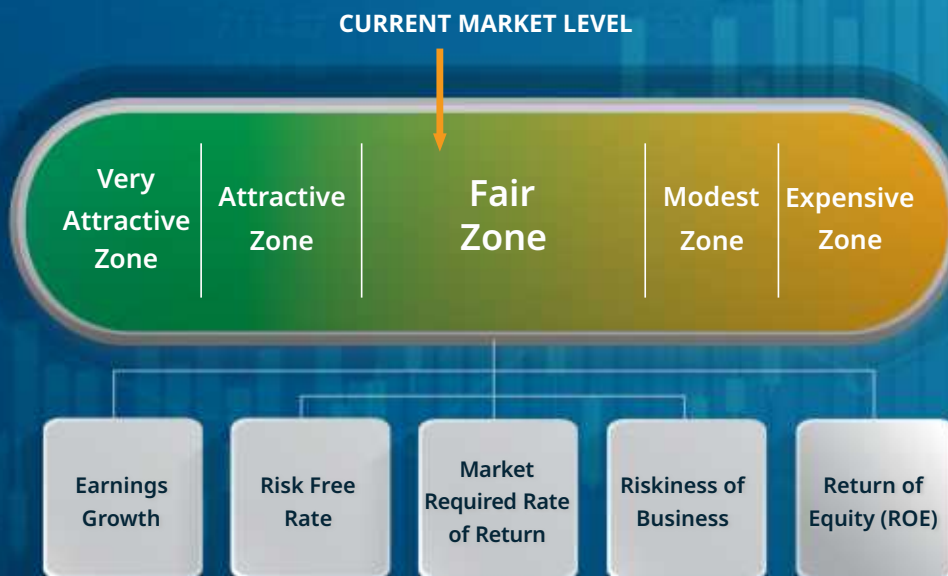 CURRENT MARKET LEVEL
Very
Attractive
Zone
Attractive
Zone
Fair
Zone
Modest
Zone
Expensive
Zone
Earnings
Growth
Risk Free
Rate
Market
Required Rate
of Return
Riskiness of
Business
Return of
Equity (ROE)